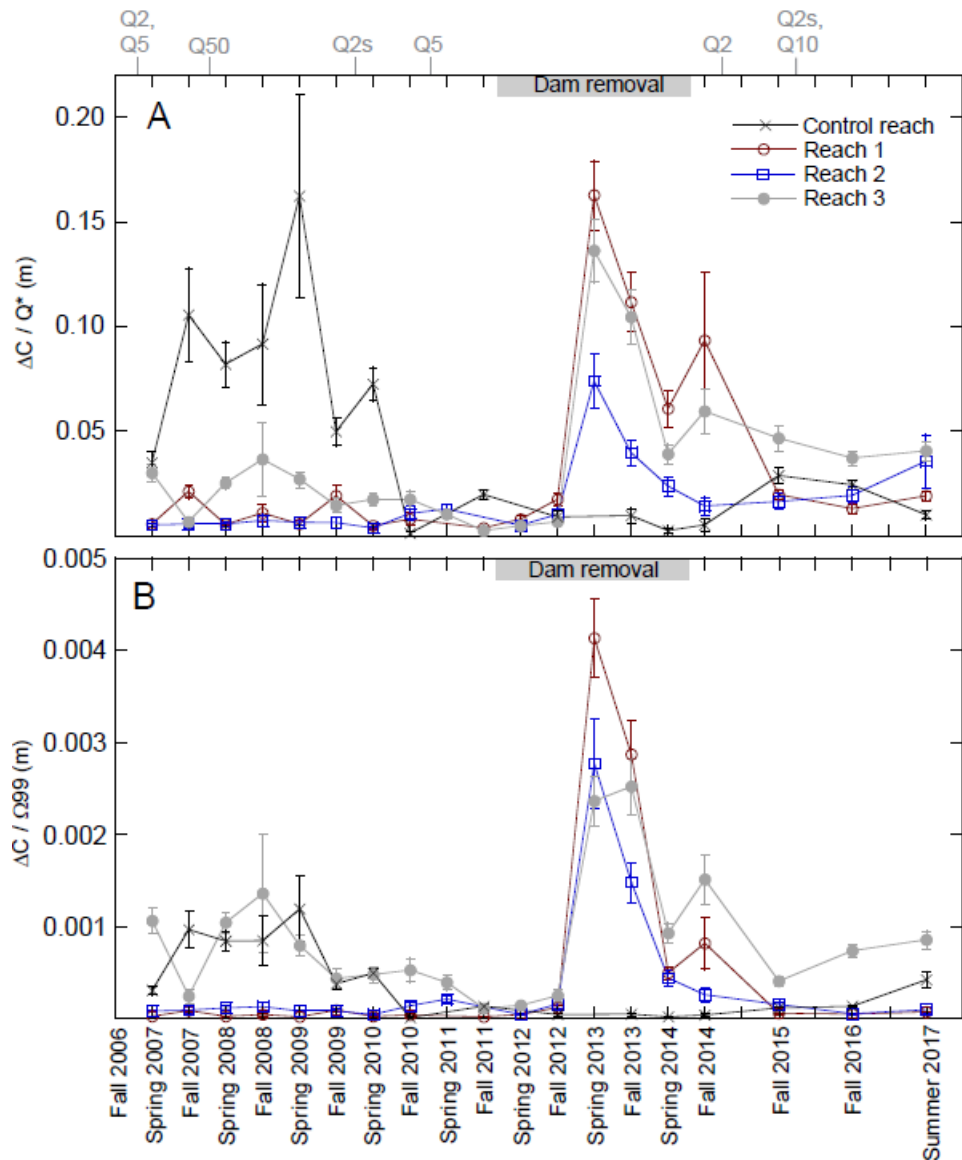 Q2,
Q5
Q50
Q2s
Q5
Q2
Q2s,
Q10
Dam removal
A
Control reach
Reach 1
Reach 2
Reach 3
0.20
0.15
0.10
0.05
ΔC / Q* (m)
Dam removal
B
0.005
0.004
0.003
0.002
0.001
ΔC / Ω99 (m)
Fall 2006
Spring 2007
Fall 2007
Spring 2008
Fall 2008
Spring 2009
Fall 2009
Spring 2010
Fall 2010
Spring 2011
Fall 2011
Spring 2012
Fall 2012
Spring 2013
Fall 2013
Spring 2014
Fall 2014
Fall 2015
Fall 2016
Summer 2017